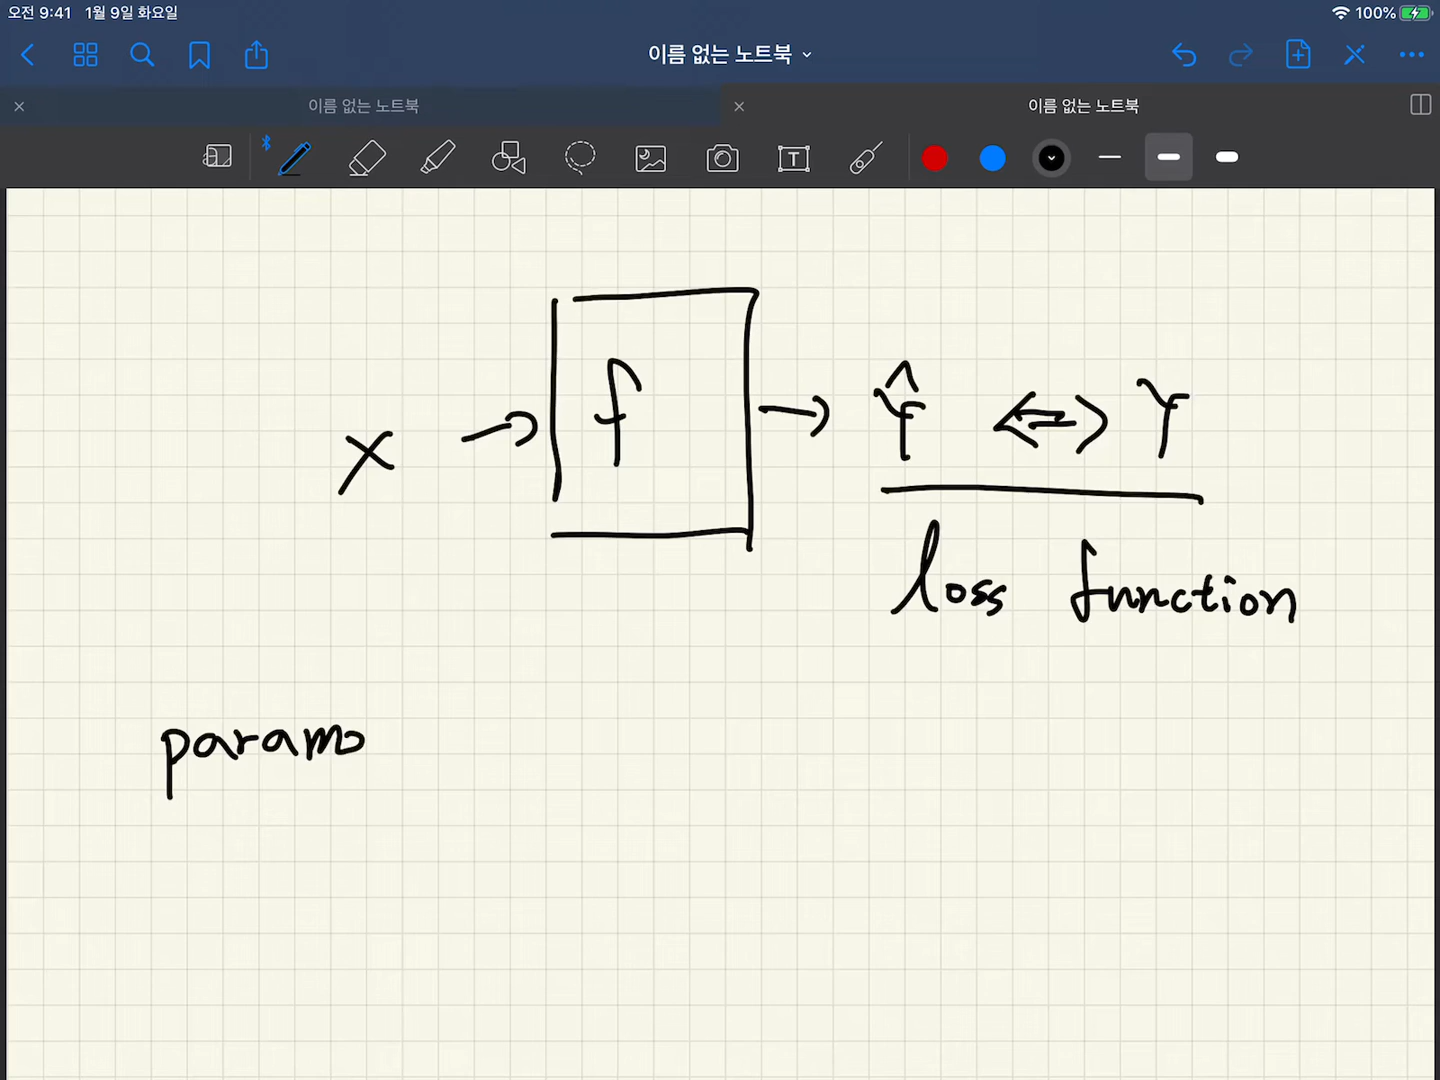 오전 9:41 1월 9일 화요일 100%
이름 없는 노트북
이름 없는 노트북 이름 없는 노트북
T
X → f → Ŷ ⇔ Y
loss function
paramo